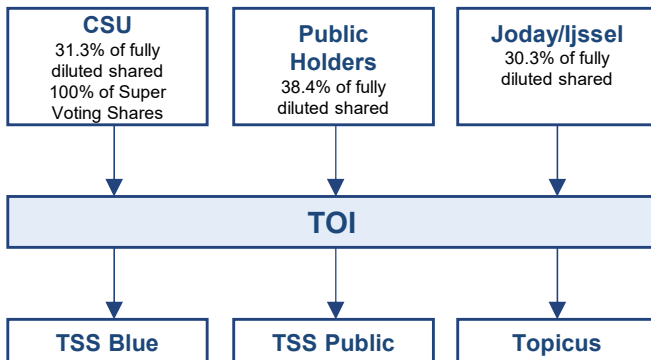 CSU
31.3% of fully
diluted shared
100% of Super
Voting Shares
Public
Holders
38.4% of fully
diluted shared
Joday/Ijssel
30.3% of fully
diluted shared
TOI
TSS Blue
TSS Public
Topicus